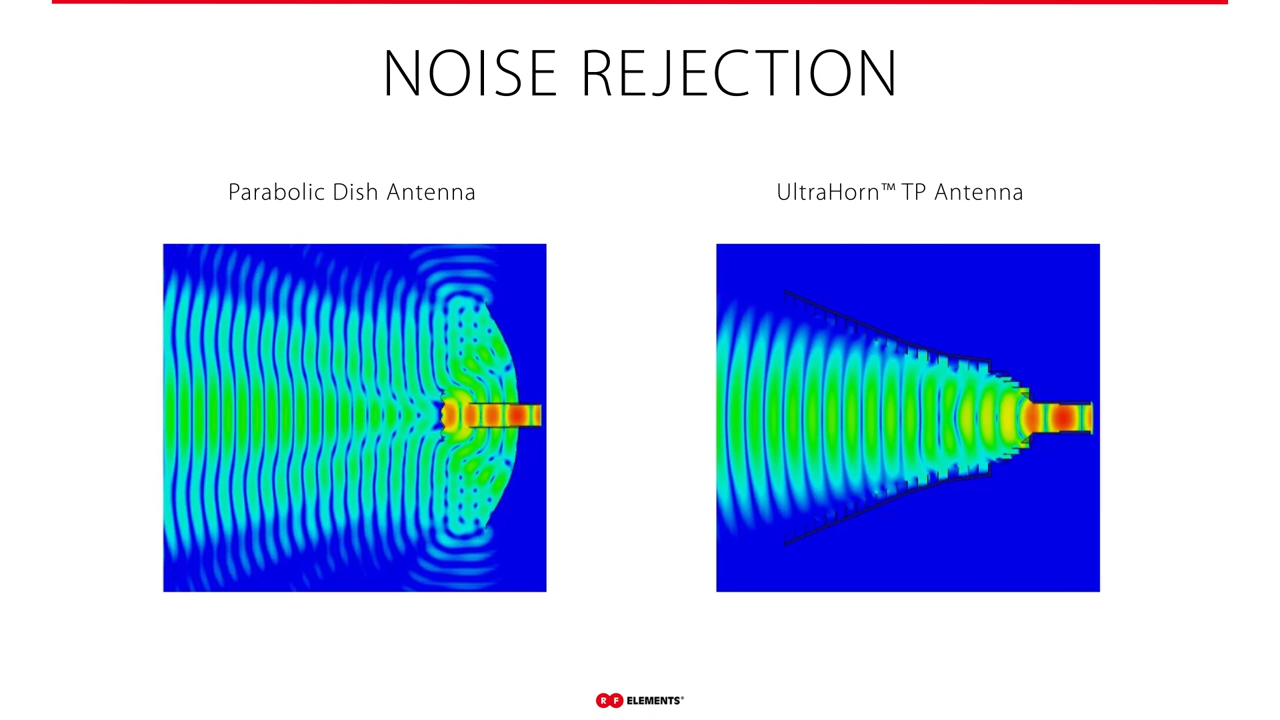 NOISE REJECTION
Parabolic Dish Antenna
UltraHorn™ TP Antenna
RF ELEMENTS®